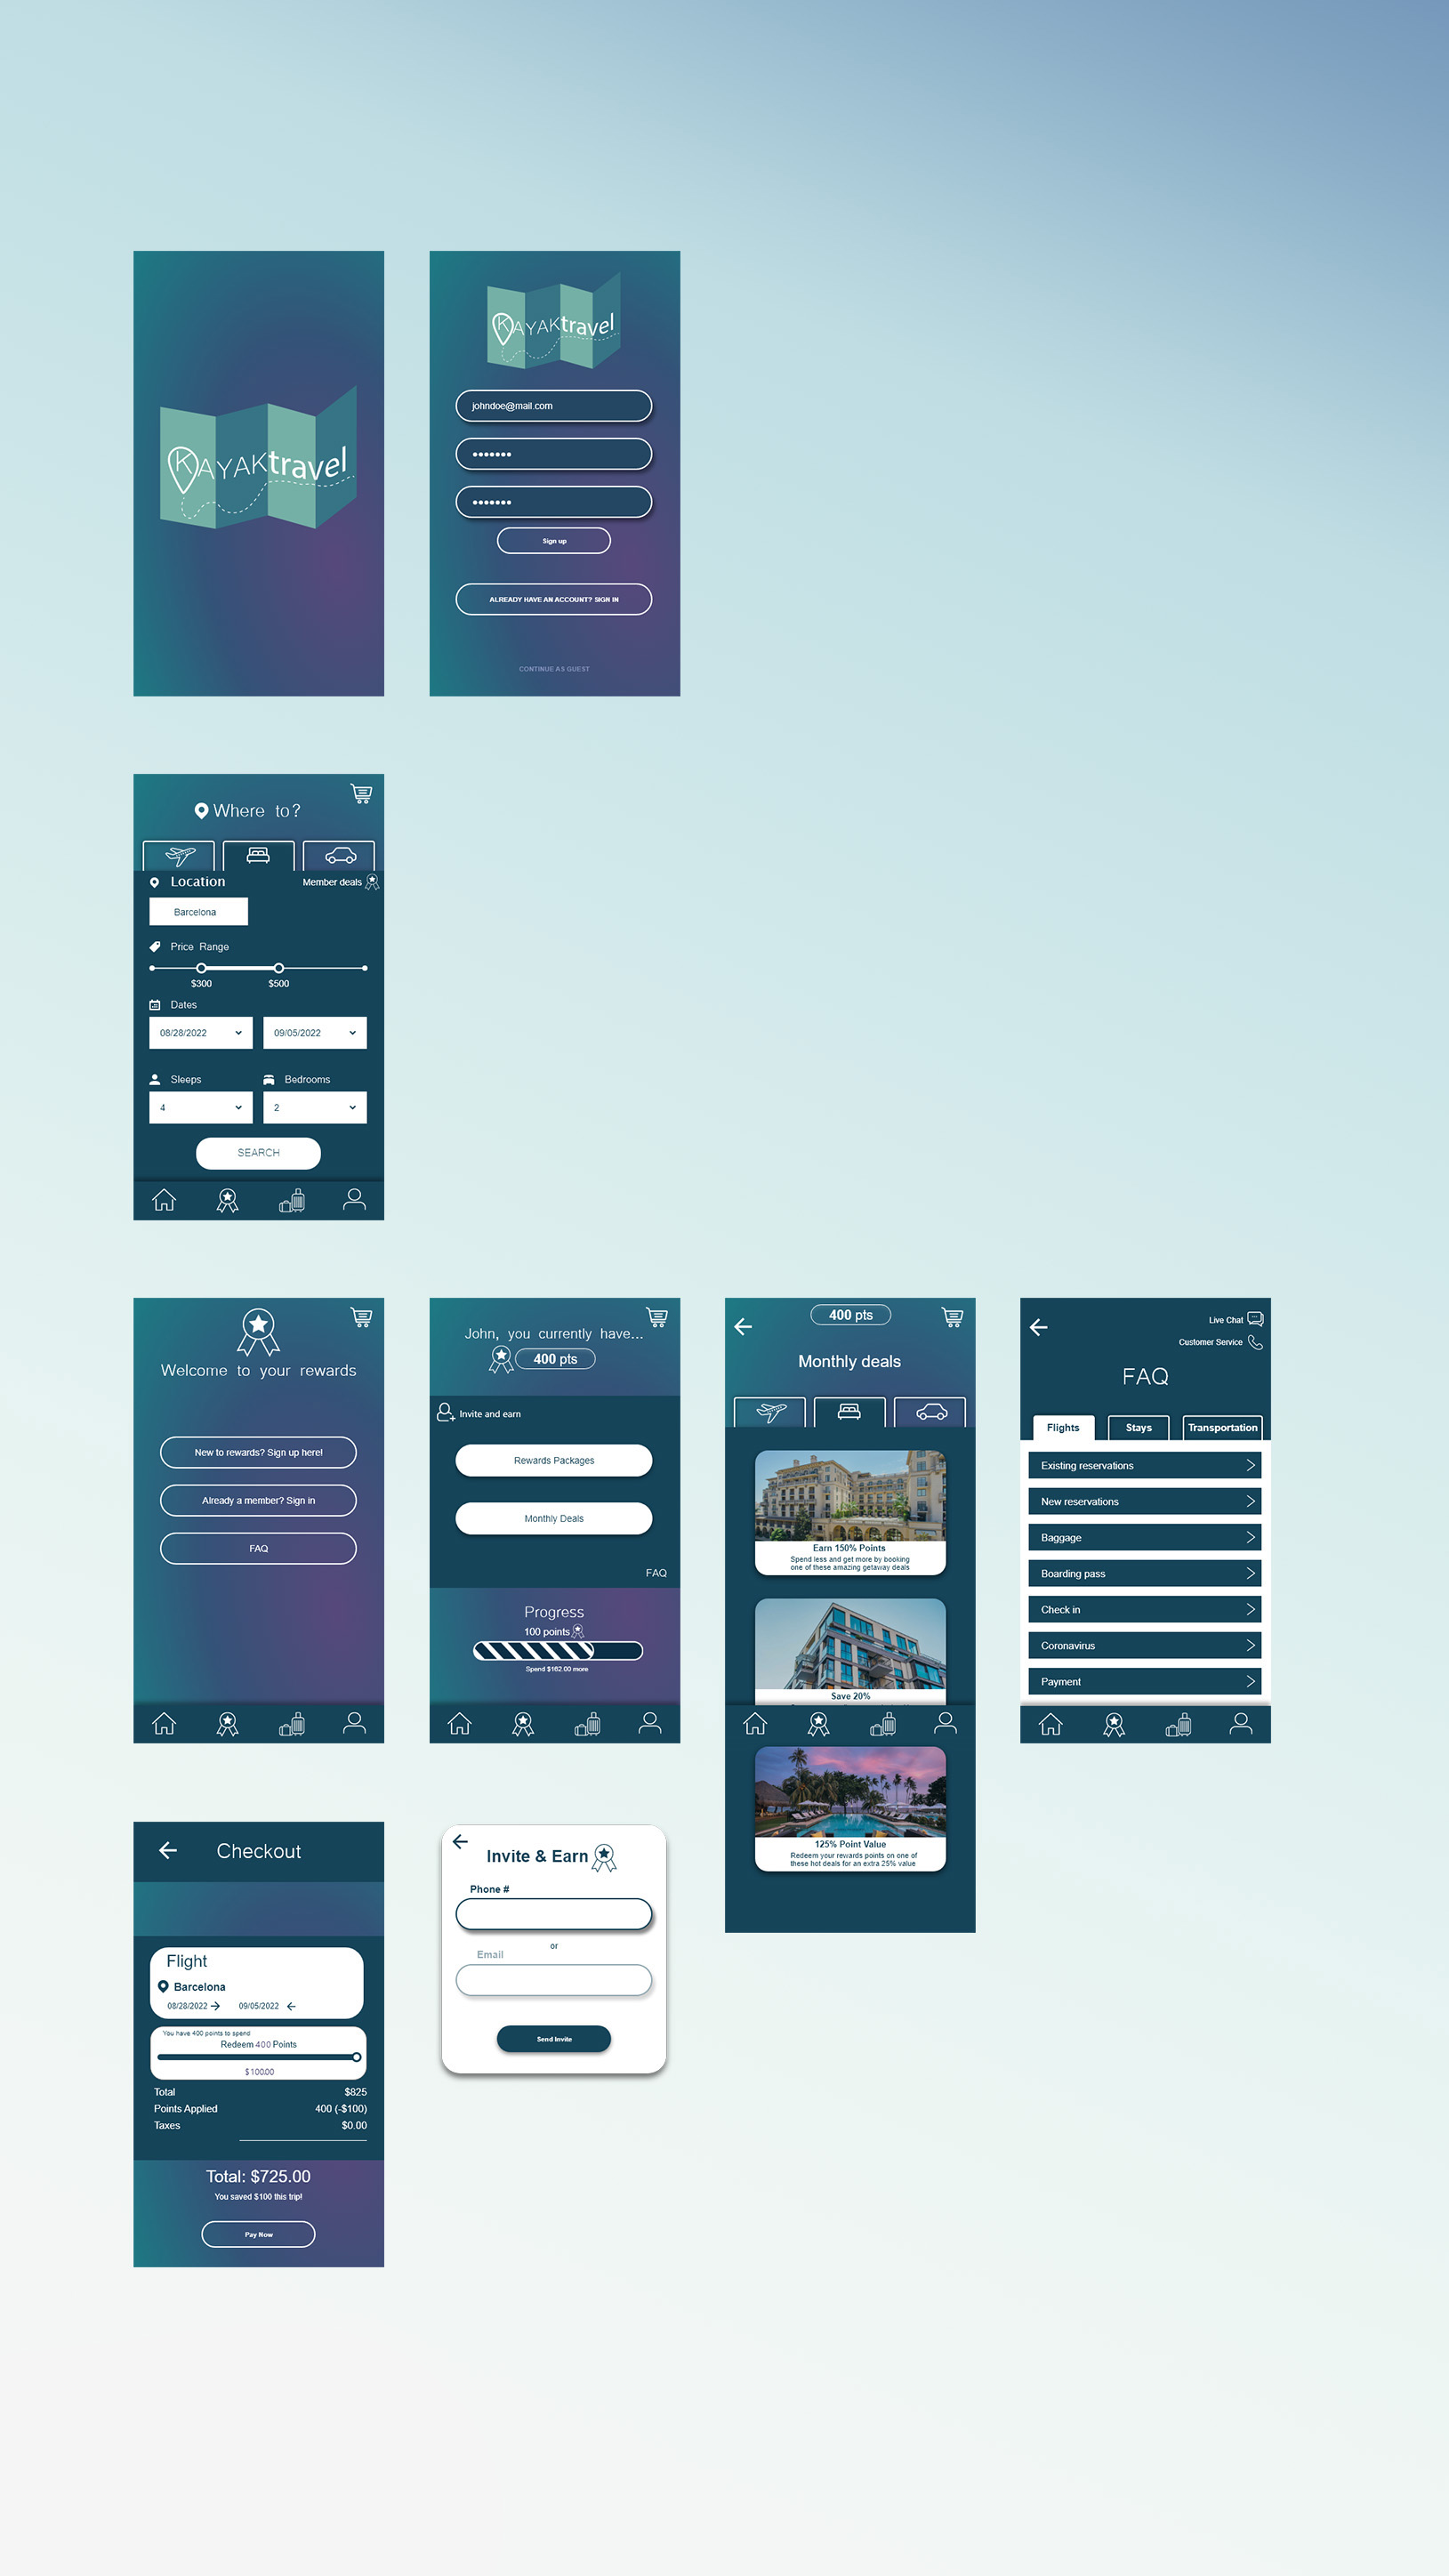 KAYAKtravel
KAYAKtravel
johndoe@mail.com
Sign up
ALREADY HAVE AN ACCOUNT? SIGN IN
CONTINUE AS GUEST
Where to?
Location
Member deals
Barcelona
Price Range
$300 $500
Dates
08/28/2022 09/05/2022
Sleeps Bedrooms
4 2
SEARCH
Welcome to your rewards
New to rewards? Sign up here!
Already a member? Sign in
FAQ
John, you currently have...
400 pts
Invite and earn
Rewards Packages
Monthly Deals
FAQ
Progress
100 points
Spend $162.00 more
400 pts
Monthly deals
Earn 150% Points
Spend less and get more by booking
one of these amazing getaway deals
Save 20%
125% Point Value
Redeem your rewards points on one of
these hot deals for an extra 25% value
Live Chat
Customer Service
FAQ
Flights Stays Transportation
Existing reservations
New reservations
Baggage
Boarding pass
Check in
Coronavirus
Payment
Checkout
Flight
Barcelona
08/28/2022 09/05/2022
You have 400 points to spend
Redeem 400 Points
$100.00
Total $825
Points Applied 400 (-$100)
Taxes $0.00
Total: $725.00
You saved $100 this trip!
Pay Now
Invite & Earn
Phone #
or
Email
Send Invite